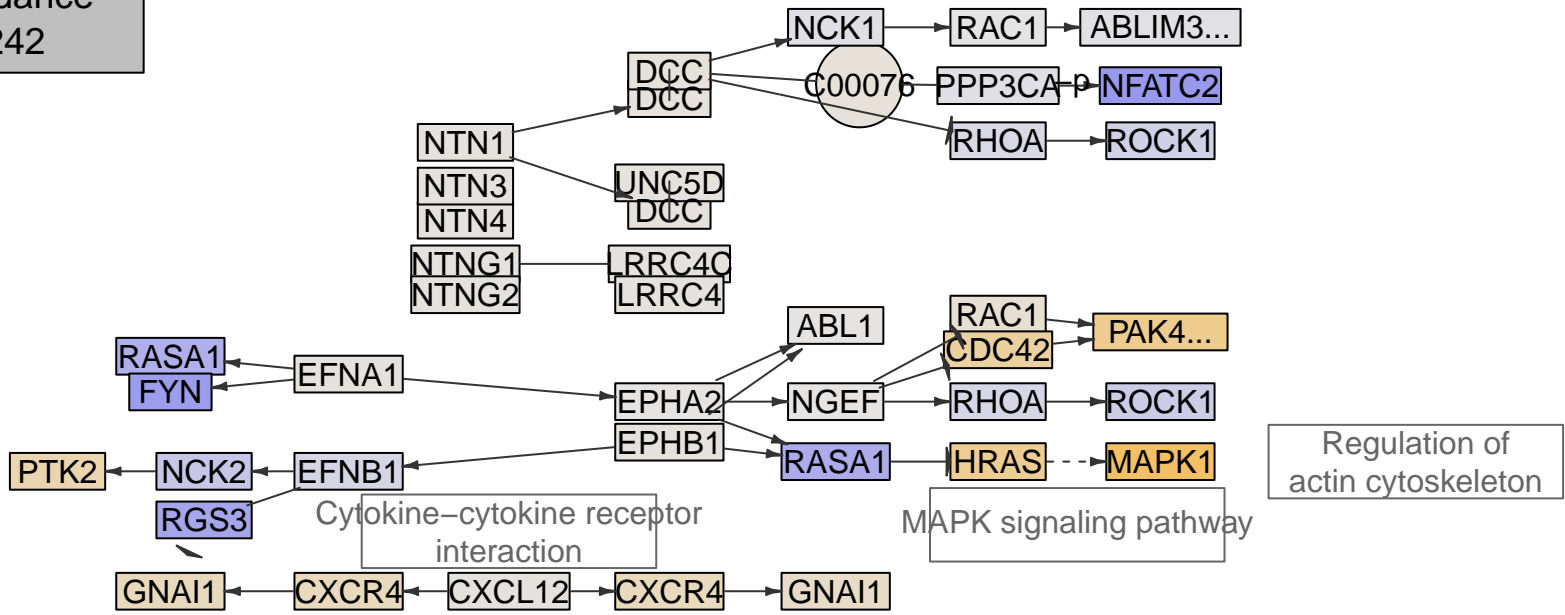 242
NCK1 RAC1 ABLIM3...
DCC
DCC
C00076 PPP3CA +p NFATC2
NTN1
RHOA ROCK1
NTN3
NTN4
UNC5D
DCC
NTNG1
NTNG2
LRRC4C
LRRC4
RASA1
FYN
EFNA1
ABL1
RAC1
CDC42
PAK4...
EPHA2 NGEF RHOA ROCK1
EPHB1
RASA1 HRAS MAPK1
PTK2 NCK2 EFNB1
RGS3
Regulation of
actin cytoskeleton
Cytokine−cytokine receptor
interaction
MAPK signaling pathway
GNAI1 CXCR4 CXCL12 CXCR4 GNAI1